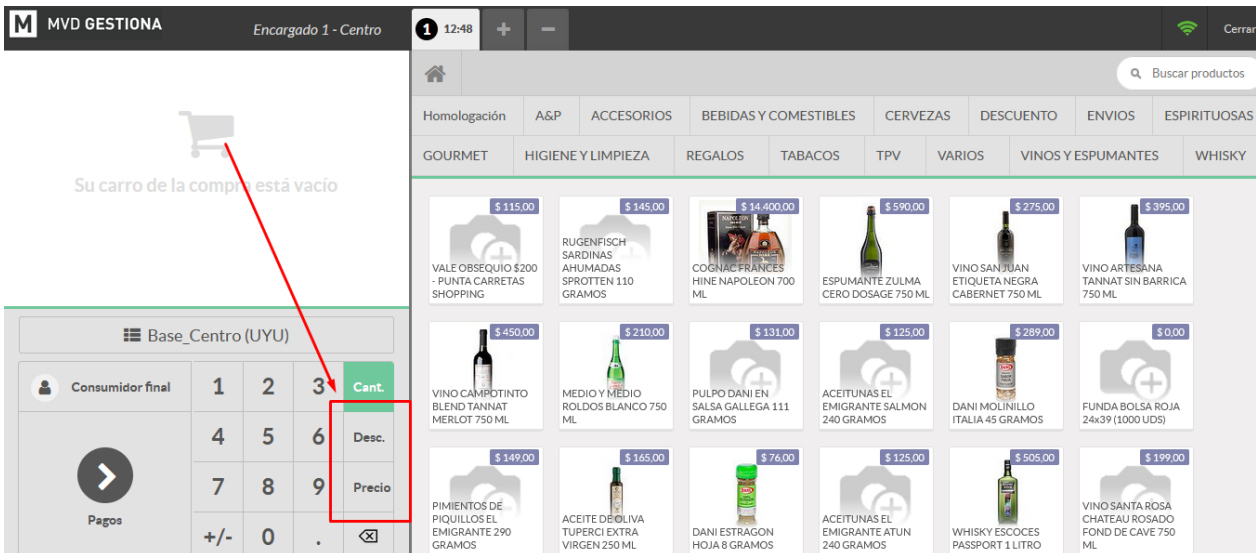 M MVD GESTIONA
Encargado 1 - Centro
1 12:48 + −
Cerrar
Buscar productos
Homologación A&P ACCESORIOS BEBIDAS Y COMESTIBLES CERVEZAS DESCUENTO ENVIOS ESPIRITUOSAS
GOURMET HIGIENE Y LIMPIEZA REGALOS TABACOS TPV VARIOS VINOS Y ESPUMANTES WHISKY
Su carro de la compra está vacío
Base_Centro (UYU)
Consumidor final
1 2 3 Cant.
4 5 6 Desc.
7 8 9 Precio
+/- 0 .
Pagos
$ 115,00
VALE OBSEQUIO $200
- PUNTA CARRETAS
SHOPPING
$ 145,00
RUGENFISCH
SARDINAS
AHUMADAS
SPROTTEN 110
GRAMOS
$ 14.400,00
COGNAC FRANCES
HINE NAPOLEON 700
ML
$ 590,00
ESPUMANTE ZULMA
CERO DOSAGE 750 ML
$ 275,00
VINO SAN JUAN
ETIQUETA NEGRA
CABERNET 750 ML
$ 395,00
VINO ARTESANA
TANNAT SIN BARRICA
750 ML
$ 450,00
VINO CAMPOTINTO
BLEND TANNAT
MERLOT 750 ML
$ 210,00
MEDIO Y MEDIO
ROLDOS BLANCO 750
ML
$ 131,00
PULPO DANI EN
SALSA GALLEGA 111
GRAMOS
$ 125,00
ACEITUNAS EL
EMIGRANTE SALMON
240 GRAMOS
$ 289,00
DANI MOLINILLO
ITALIA 45 GRAMOS
$ 0,00
FUNDA BOLSA ROJA
24x39 (1000 UDS)
$ 149,00
PIMIENTOS DE
PIQUILLOS EL
EMIGRANTE 290
GRAMOS
$ 165,00
ACEITE DE OLIVA
TUPERCI EXTRA
VIRGEN 250 ML
$ 76,00
DANI ESTRAGON
HOJA 8 GRAMOS
$ 125,00
ACEITUNAS EL
EMIGRANTE ATUN
240 GRAMOS
$ 505,00
WHISKY ESCOCES
PASSPORT 1 LITRO
$ 199,00
VINO SANTA ROSA
CHATEAU ROSADO
FOND DE CAVE 750
ML